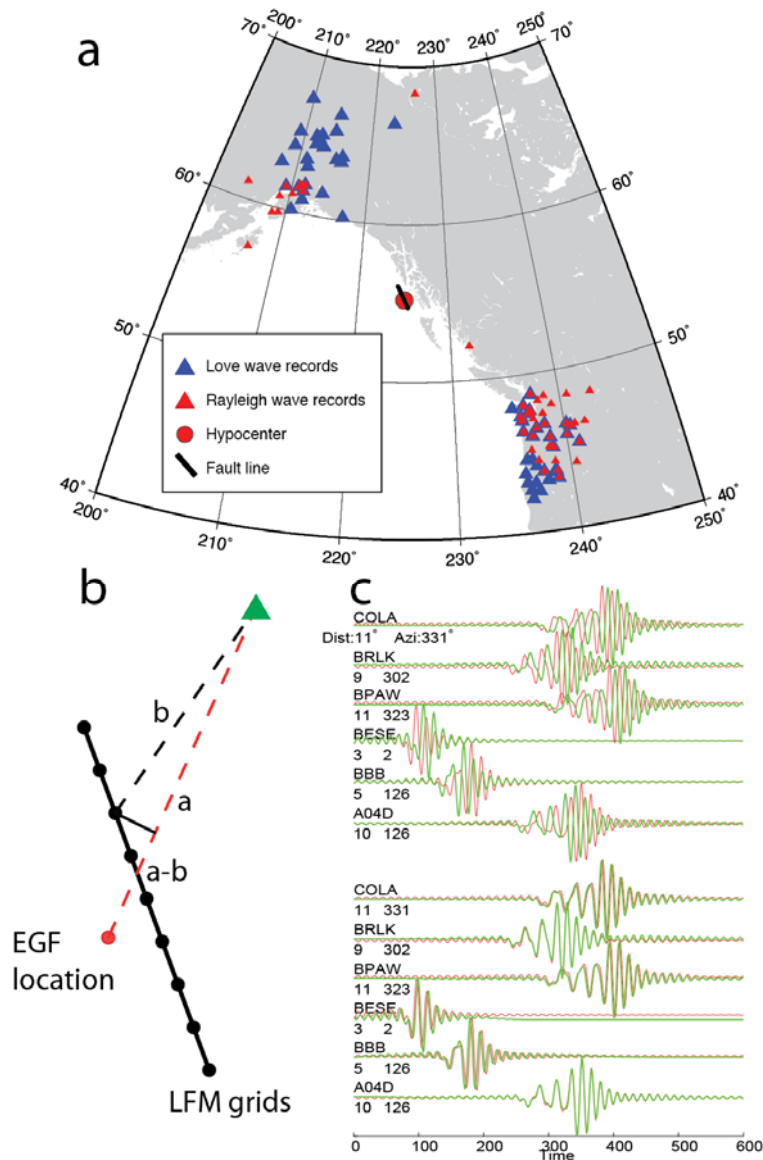 a
200° 210° 220° 230° 240° 250°
70° 70°
60° 60°
50° 50°
40° 40°
200° 210° 220° 230° 240° 250°
Love wave records
Rayleigh wave records
Hypocenter
Fault line
b
b
a
a-b
EGF
location
LFM grids
c
COLA
Dist:11° Azi:331°
BRLK
9 302
BPAW
11 323
BESE
3 2
BBB
5 126
A04D
10 126
COLA
11 331
BRLK
9 302
BPAW
11 323
BESE
3 2
BBB
5 126
A04D
10 126
0 100 200 300 400 500 600
Time